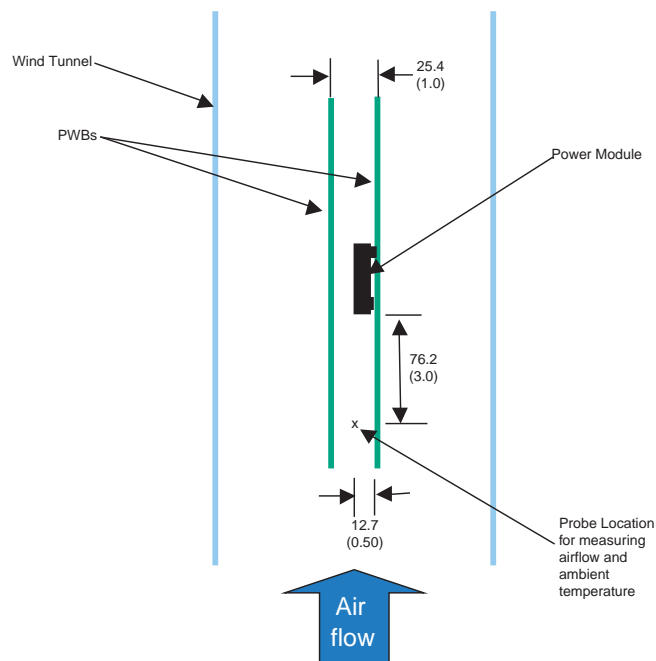 25.4
(1.0)
Wind Tunnel
PWBs
Power Module
76.2
(3.0)
x
12.7
(0.50)
Probe Location
for measuring
airflow and
ambient
temperature
Air
flow